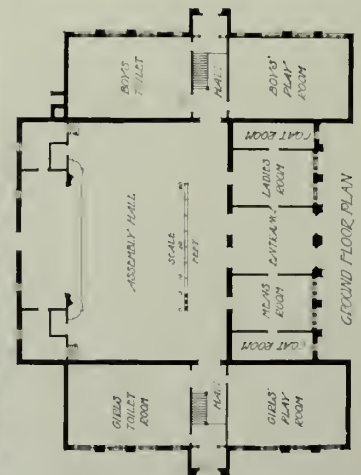 BOYS'
TOILET
HALL
BOYS'
PLAY
ROOM
COAT ROOM
LADIES
ROOM
ASSEMBLY HALL
SCALE
FEET
ENTRANCE
MENS
ROOM
COAT ROOM
GIRLS'
TOILET
ROOM
HALL
GIRLS'
PLAY
ROOM
GROUND FLOOR PLAN